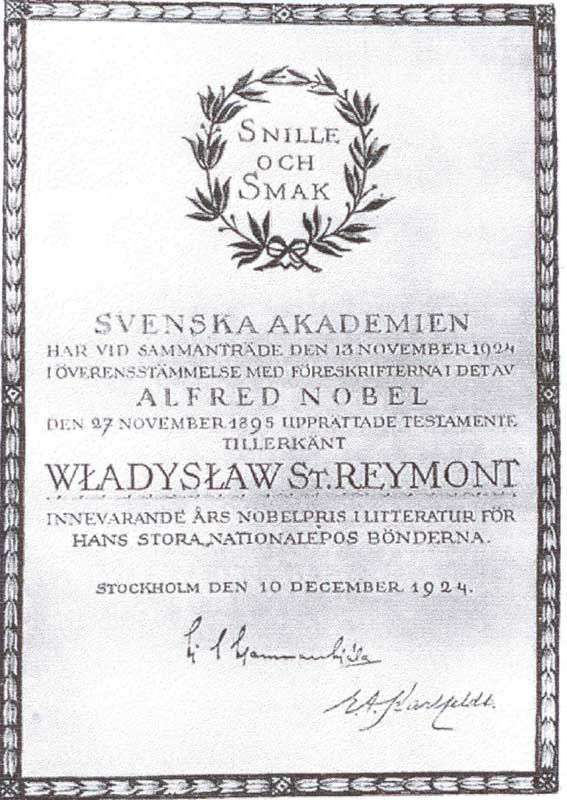 SNILLE
OCH
SMAK
SVENSKA AKADEMIEN
HAR VID SAMMANTRÄDE DEN 13 NOVEMBER 1924
I ÖVERENSSTÄMMELSE MED FÖRESKRIFTERNA I DET AV
ALFRED NOBEL
DEN 27 NOVEMBER 1895 UPPRÄTTADE TESTAMENTE
TILLERKÄNT
WŁADYSŁAW ST. REYMONT
INNEVARANDE ÅRS NOBELPRIS I LITTERATUR FÖR
HANS STORA NATIONALEPOS BÖNDERNA.
STOCKHOLM DEN 10 DECEMBER 1924.
E. A. Karlfeldt.